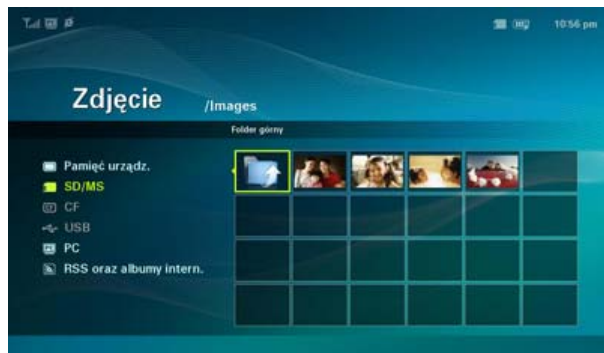 10:56 pm
Zdjęcie /Images
Folder górny
Pamięć urządz.
SD/MS
CF
USB
PC
RSS oraz albumy intern.